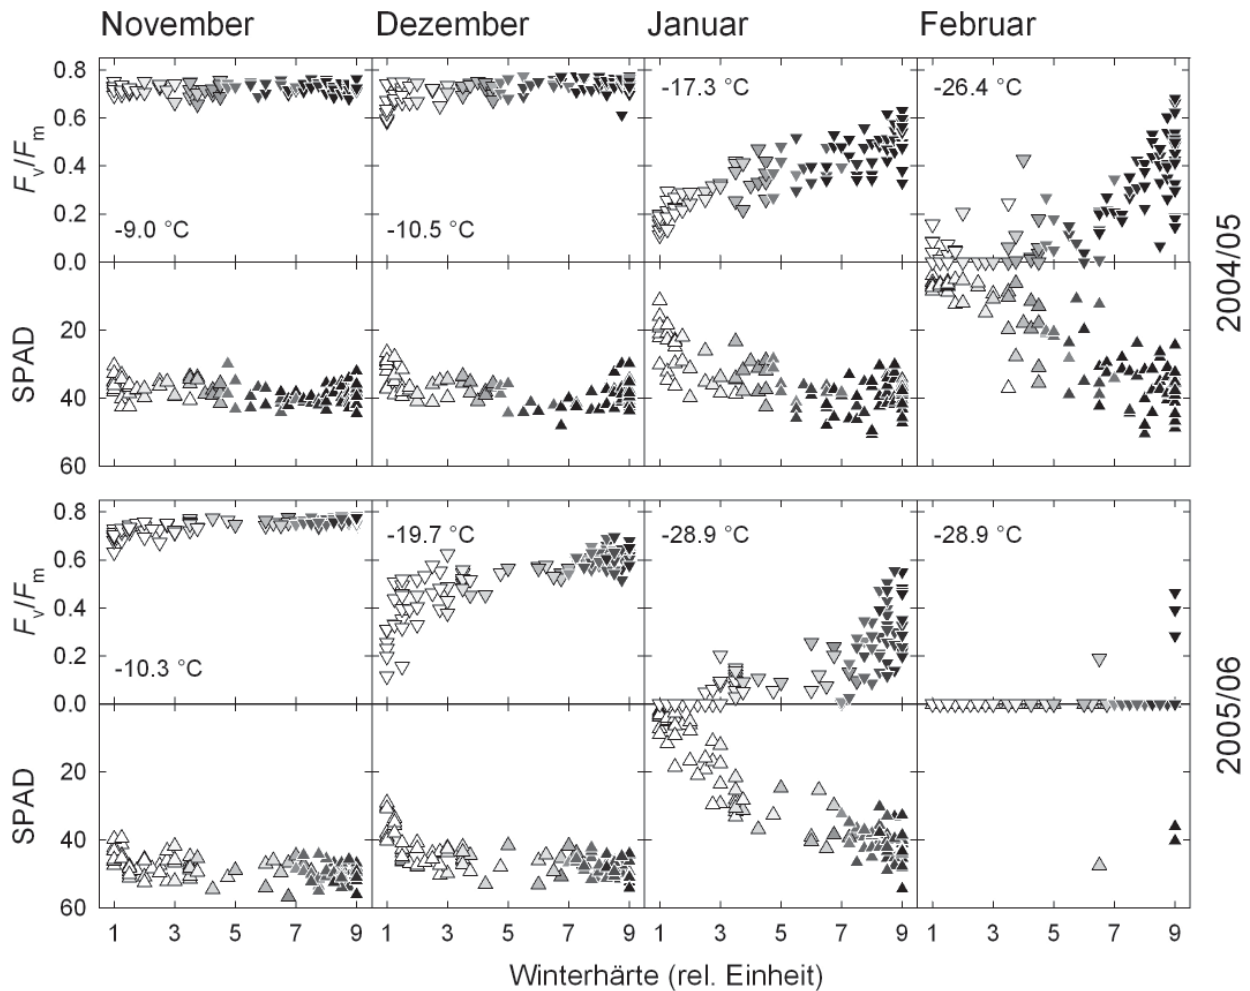 November Dezember Januar Februar
0.8
0.6
0.4
0.2
0.0
Fv/Fm
-9.0 °C -10.5 °C -17.3 °C -26.4 °C
20
40
60
SPAD
2004/05
0.8
0.6
0.4
0.2
0.0
Fv/Fm
-10.3 °C -19.7 °C -28.9 °C -28.9 °C
20
40
60
SPAD
2005/06
1 3 5 7 9 1 3 5 7 9 1 3 5 7 9 1 3 5 7 9
Winterhärte (rel. Einheit)